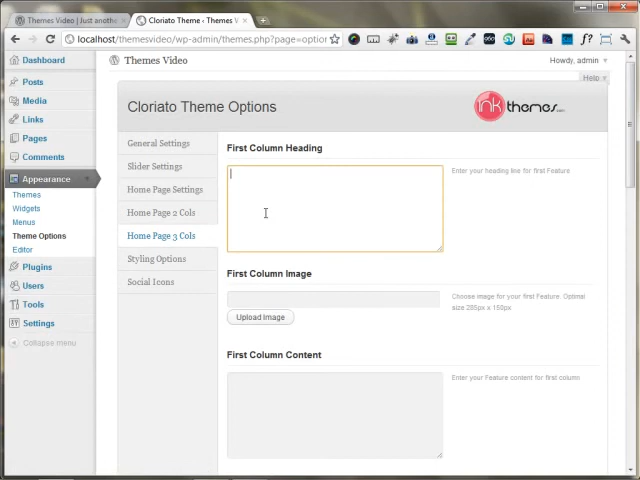 Themes Video | Just anothe
Cloriato Theme ‹ Themes V
localhost/themesvideo/wp-admin/themes.php?page=option
Themes Video
Howdy, admin
Help
Dashboard
Posts
Media
Links
Pages
Comments
Appearance
Themes
Widgets
Menus
Theme Options
Editor
Plugins
Users
Tools
Settings
Collapse menu
Cloriato Theme Options
inkthemes.com
General Settings
Slider Settings
Home Page Settings
Home Page 2 Cols
Home Page 3 Cols
Styling Options
Social Icons
First Column Heading
Enter your heading line for first Feature
First Column Image
Choose image for your first Feature. Optimal
size 285px x 150px
Upload Image
First Column Content
Enter your Feature content for first column